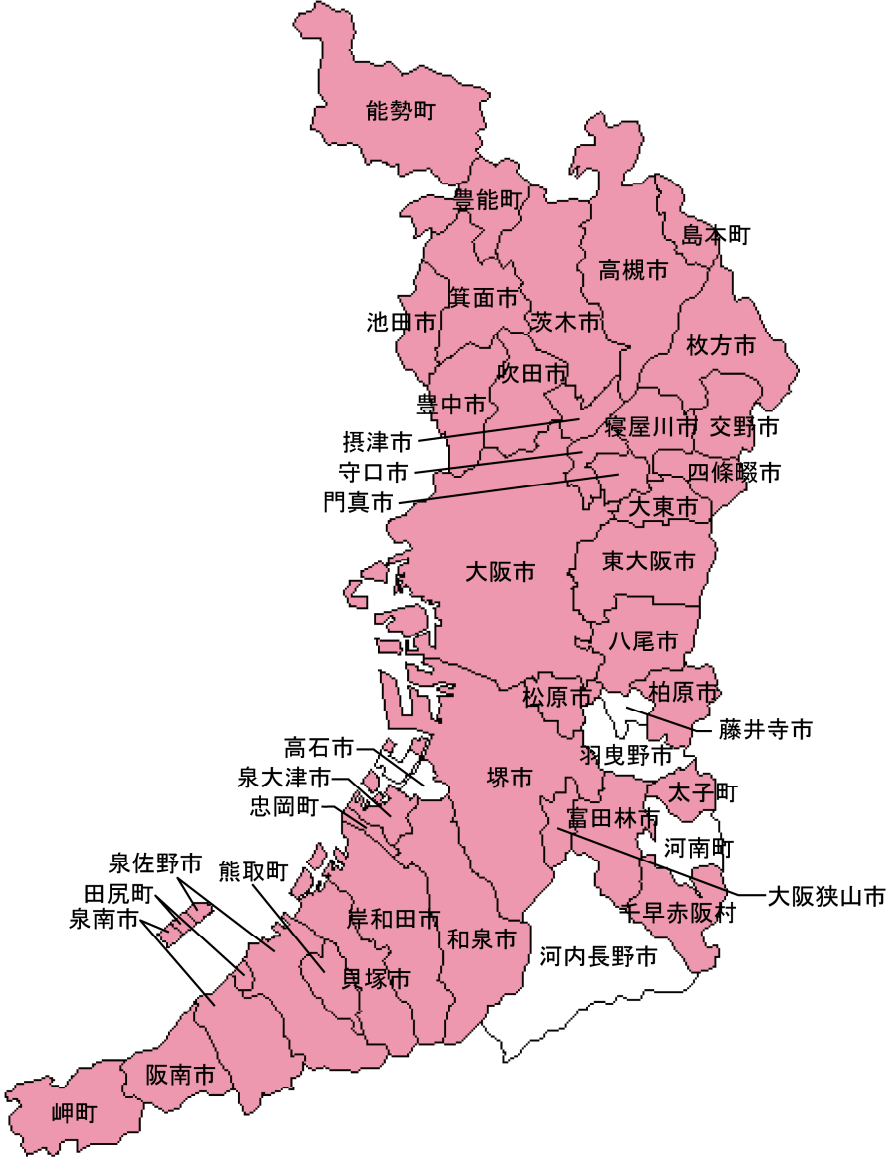 能勢町
豊能町
島本町
高槻市
箕面市
池田市
茨木市
枚方市
吹田市
豊中市
寝屋川市
交野市
摂津市
守口市
四條畷市
門真市
大東市
大阪市
東大阪市
八尾市
松原市
柏原市
藤井寺市
高石市
羽曳野市
泉大津市
堺市
太子町
忠岡町
富田林市
河南町
泉佐野市
熊取町
田尻町
大阪狭山市
泉南市
岸和田市
千早赤阪村
和泉市
河内長野市
貝塚市
阪南市
岬町